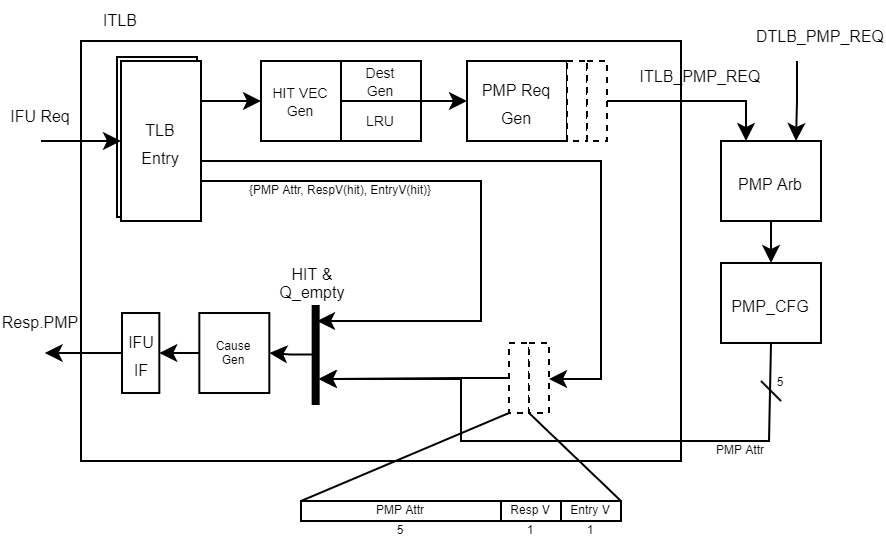 ITLB
DTLB_PMP_REQ
ITLB_PMP_REQ
IFU Req
TLB
Entry
HIT VEC
Gen
Dest
Gen
LRU
PMP Req
Gen
PMP Arb
{PMP Attr, RespV(hit), EntryV(hit)}
HIT &
Q_empty
PMP_CFG
Resp.PMP
IFU
IF
Cause
Gen
5
PMP Attr
PMP Attr
Resp V
Entry V
5
1
1